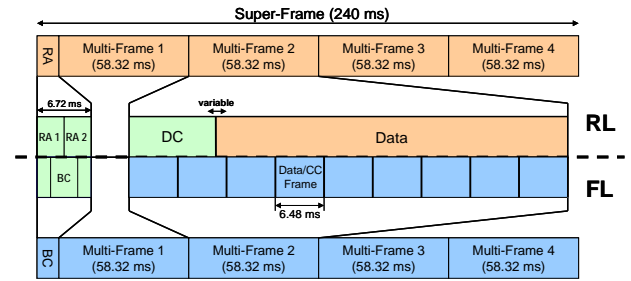 Super-Frame (240 ms)
RA
Multi-Frame 1
(58.32 ms)
Multi-Frame 2
(58.32 ms)
Multi-Frame 3
(58.32 ms)
Multi-Frame 4
(58.32 ms)
6.72 ms
variable
RA 1
RA 2
DC
Data
RL
BC
Data/CC
Frame
FL
6.48 ms
BC
Multi-Frame 1
(58.32 ms)
Multi-Frame 2
(58.32 ms)
Multi-Frame 3
(58.32 ms)
Multi-Frame 4
(58.32 ms)